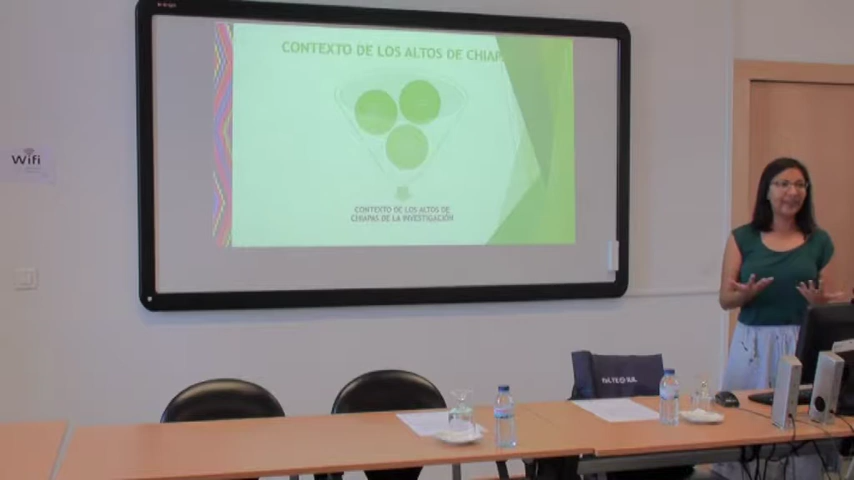 CONTEXTO DE LOS ALTOS DE CHIAPAS
WiFi
CONTEXTO DE LOS ALTOS DE
CHIAPAS DE LA INVESTIGACIÓN